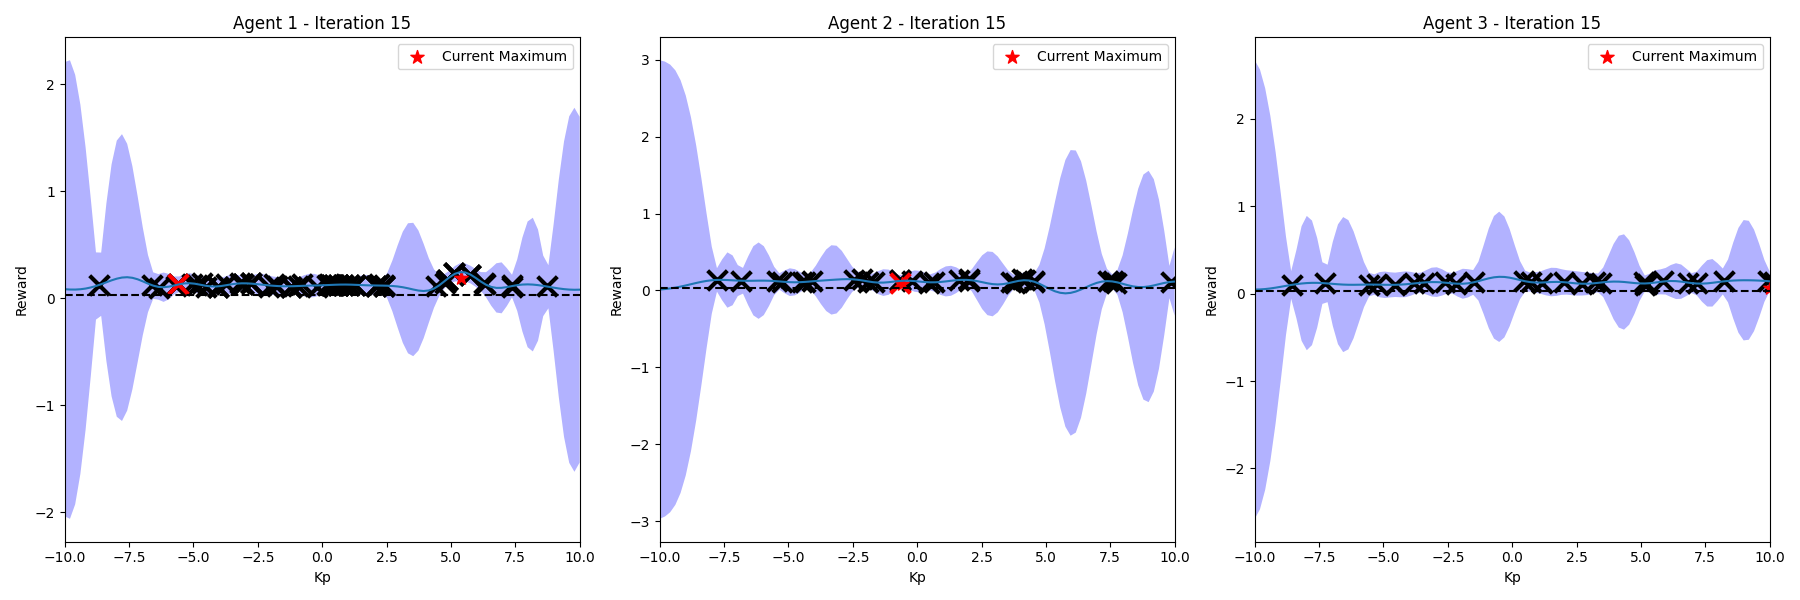 Agent 1 - Iteration 15
Current Maximum
2
1
0
−1
−2
Reward
−10.0 −7.5 −5.0 −2.5 0.0 2.5 5.0 7.5 10.0
Kp
Agent 2 - Iteration 15
Current Maximum
3
2
1
0
−1
−2
−3
Reward
−10.0 −7.5 −5.0 −2.5 0.0 2.5 5.0 7.5 10.0
Kp
Agent 3 - Iteration 15
Current Maximum
2
1
0
−1
−2
Reward
−10.0 −7.5 −5.0 −2.5 0.0 2.5 5.0 7.5 10.0
Kp